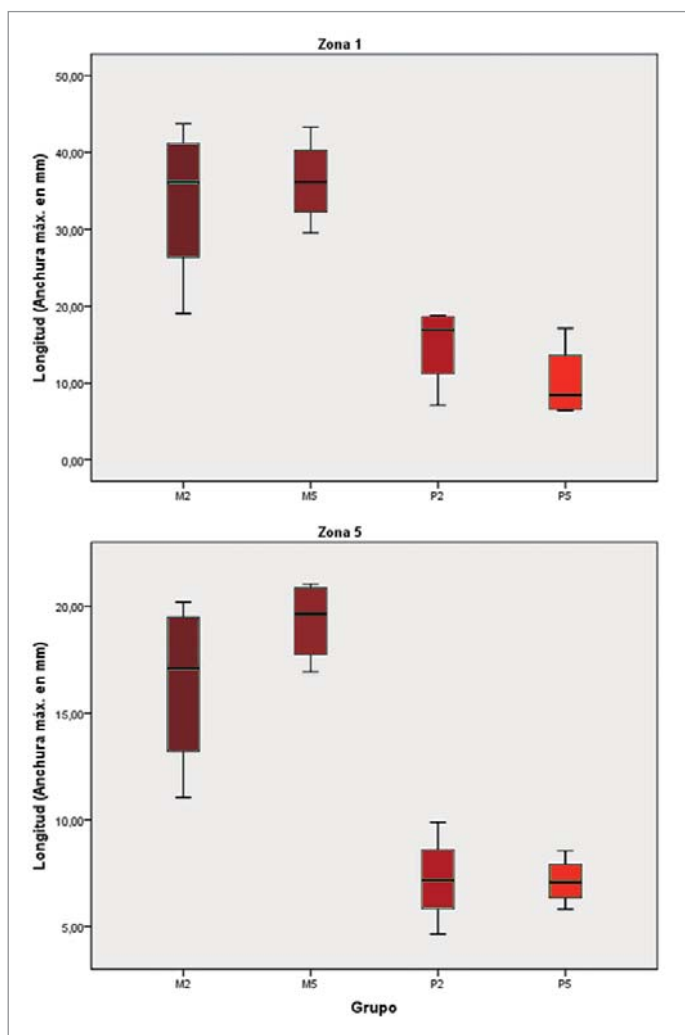 Zona 1
Longitud (Anchura máx. en mm)
50,00
40,00
30,00
20,00
10,00
0,00
M2 M5 P2 P5
Zona 5
Longitud (Anchura máx. en mm)
20,00
15,00
10,00
5,00
M2 M5 P2 P5
Grupo